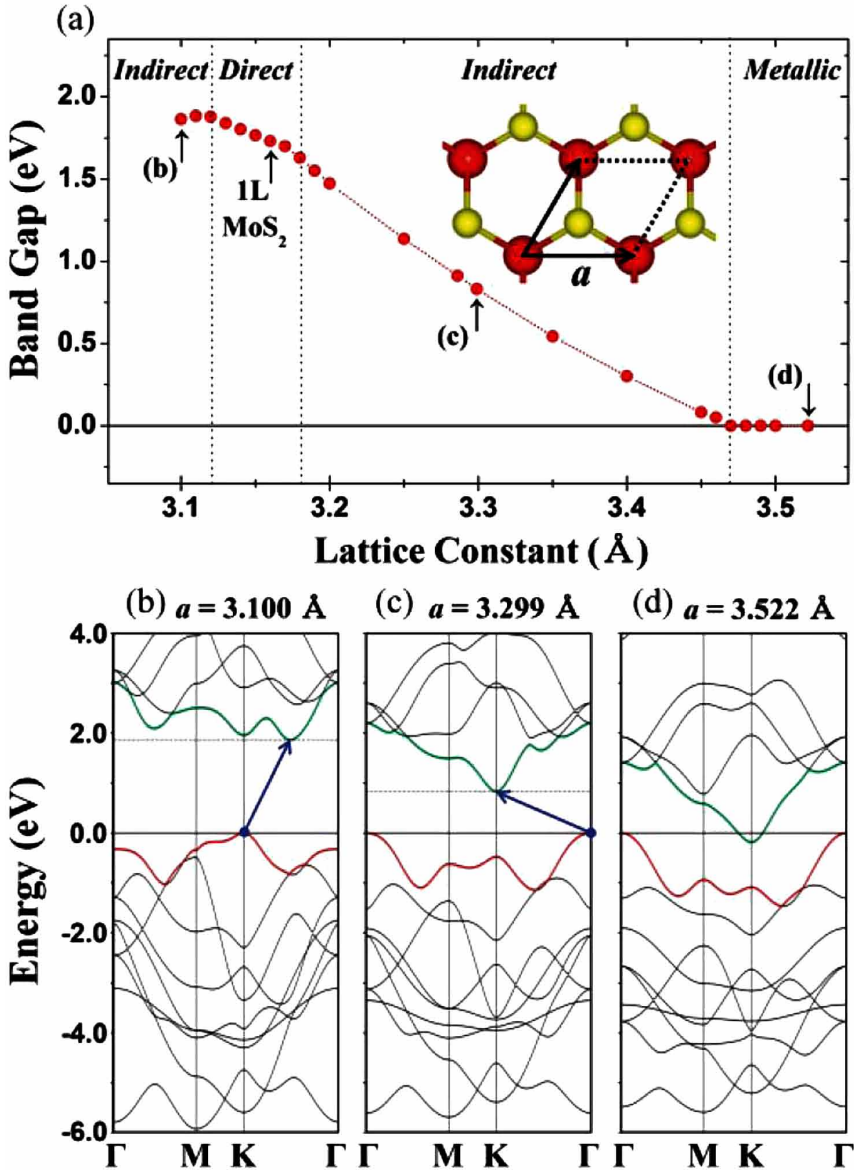 (a)
Indirect Direct Indirect Metallic
2.0
1.5
1.0
0.5
0.0
Band Gap (eV)
(b)
1L
MoS₂
(c)
(d)
a
3.1 3.2 3.3 3.4 3.5
Lattice Constant (Å)
(b) a = 3.100 Å (c) a = 3.299 Å (d) a = 3.522 Å
4.0
2.0
0.0
-2.0
-4.0
-6.0
Energy (eV)
Γ M K Γ Γ M K Γ Γ M K Γ